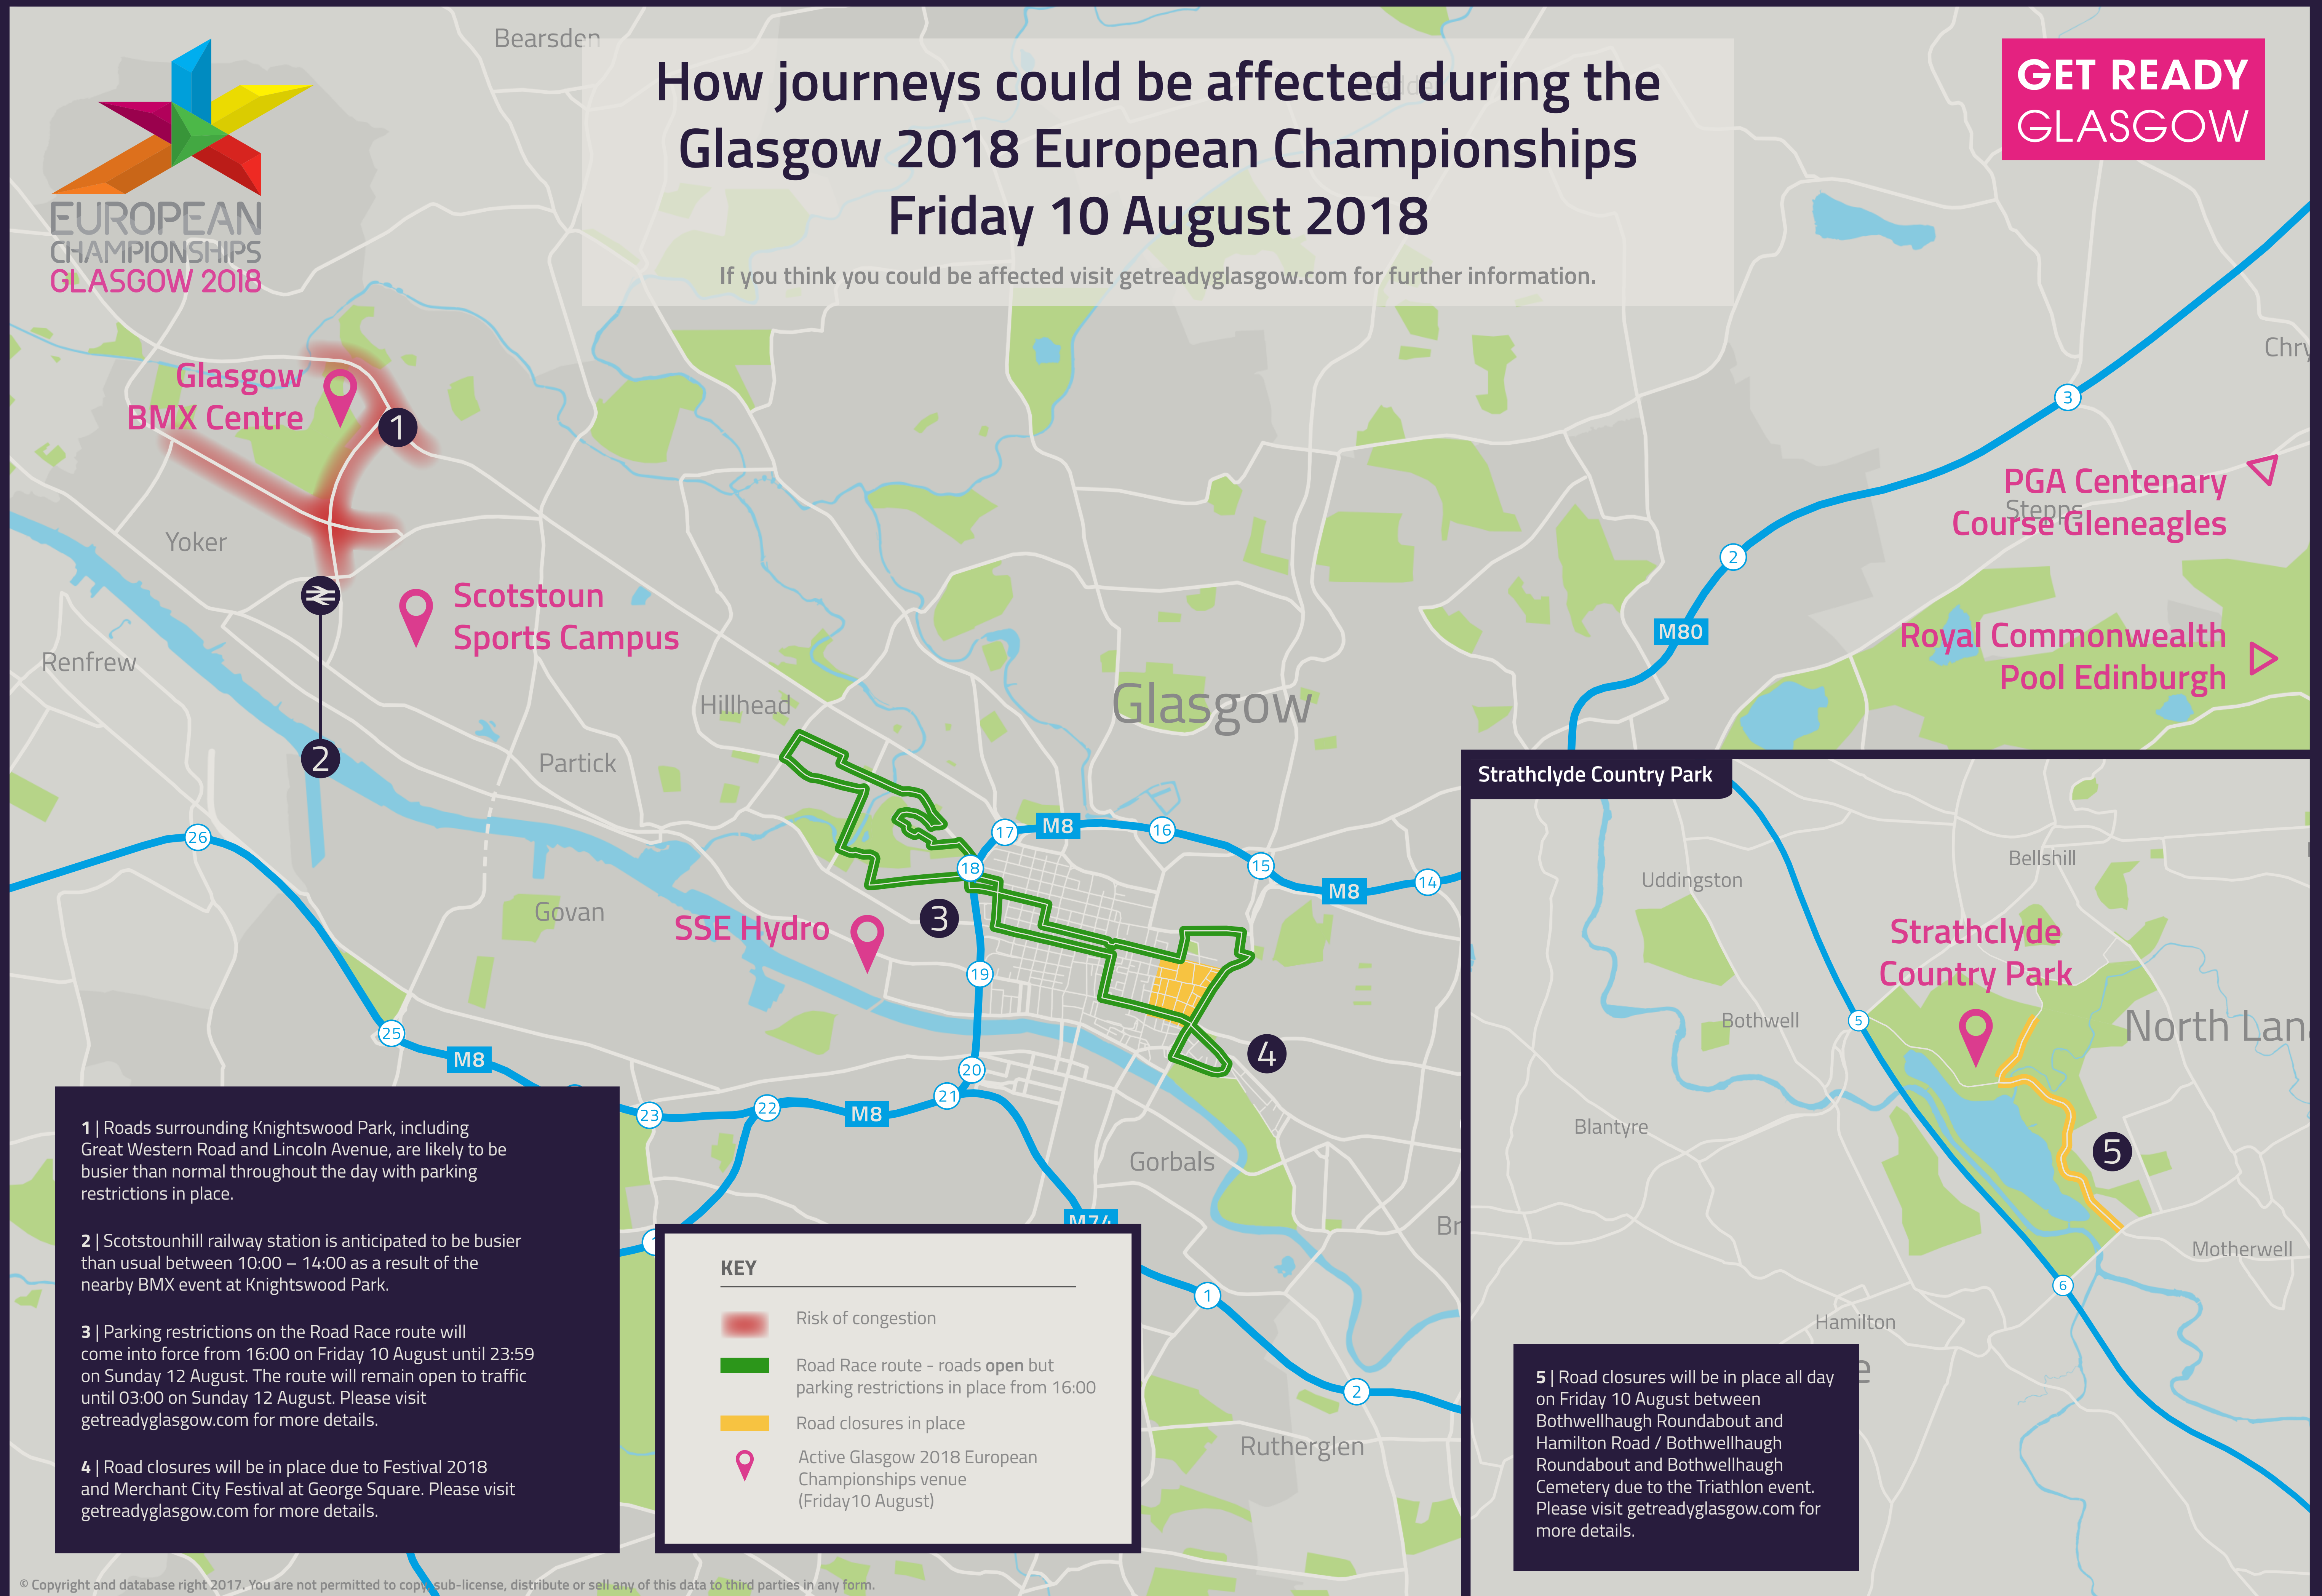 Bearsden
How journeys could be affected during the
Glasgow 2018 European Championships
Friday 10 August 2018
If you think you could be affected visit getreadyglasgow.com for further information.
GET READY
GLASGOW
EUROPEAN
CHAMPIONSHIPS
GLASGOW 2018
Glasgow
BMX Centre
1
Yoker
Scotstoun
Sports Campus
Renfrew
2
Hillhead
Partick
Glasgow
3
2
M80
PGA Centenary
Course Gleneagles
Stepps
Royal Commonwealth
Pool Edinburgh
26
Govan
SSE Hydro
3
18
17
M8
16
15
M8
14
19
4
25
M8
20
21
23
22
M8
Gorbals
M74
1
2
Rutherglen
Strathclyde Country Park
Uddingston
Bellshill
Strathclyde
Country Park
Bothwell
5
North Lan
Blantyre
5
Motherwell
6
Hamilton
1 | Roads surrounding Knightswood Park, including
Great Western Road and Lincoln Avenue, are likely to be
busier than normal throughout the day with parking
restrictions in place.
2 | Scotstounhill railway station is anticipated to be busier
than usual between 10:00 – 14:00 as a result of the
nearby BMX event at Knightswood Park.
3 | Parking restrictions on the Road Race route will
come into force from 16:00 on Friday 10 August until 23:59
on Sunday 12 August. The route will remain open to traffic
until 03:00 on Sunday 12 August. Please visit
getreadyglasgow.com for more details.
4 | Road closures will be in place due to Festival 2018
and Merchant City Festival at George Square. Please visit
getreadyglasgow.com for more details.
KEY
Risk of congestion
Road Race route - roads open but
parking restrictions in place from 16:00
Road closures in place
Active Glasgow 2018 European
Championships venue
(Friday10 August)
5 | Road closures will be in place all day
on Friday 10 August between
Bothwellhaugh Roundabout and
Hamilton Road / Bothwellhaugh
Roundabout and Bothwellhaugh
Cemetery due to the Triathlon event.
Please visit getreadyglasgow.com for
more details.
© Copyright and database right 2017. You are not permitted to copy, sub-license, distribute or sell any of this data to third parties in any form.